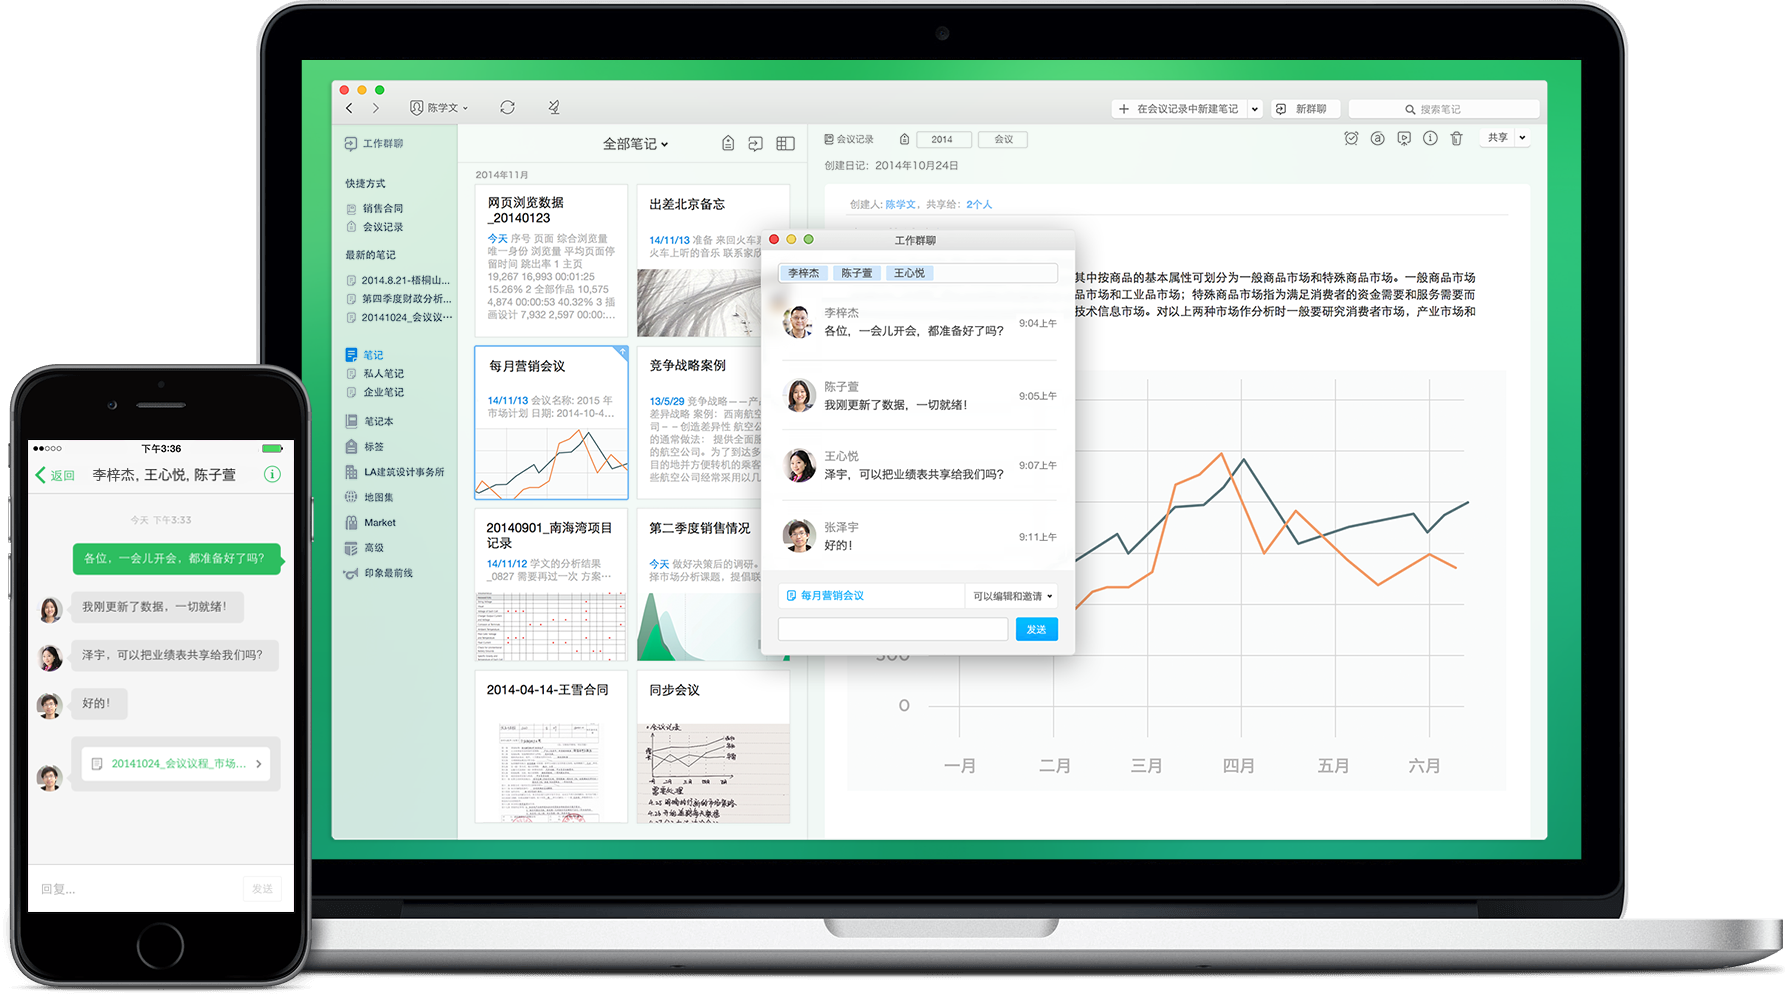 陈学文
在会议记录中新建笔记
新群聊
搜索笔记
工作群聊
快捷方式
销售合同
会议记录
最新的笔记
2014.8.21-梧桐山...
第四季度财政分析...
20141024_会议议...
笔记
私人笔记
企业笔记
笔记本
标签
LA建筑设计事务所
地图集
Market
高级
印象最前线
全部笔记
2014年11月
网页浏览数据
_20140123
今天 序号 页面 综合浏览量
唯一身份 浏览量 平均页面停
留时间 跳出率 1 主页
19,267 16,993 00:01:25
15.26% 2 全部作品 10,575
4,874 00:00:53 40.32% 3 插
画设计 7,932 2,597 00:00:...
出差北京备忘
14/11/13 准备 来回火车
火车上听的音乐 联系家
每月营销会议
14/11/13 会议名称: 2015 年
市场计划 日期: 2014-10-4...
竞争战略案例
13/5/29 竞争战略－－产
差异战略 案例：西南航空
司－－创造差异性 航空公
的通常做法： 提供全面服
的航空公司。为了到达多
目的地并方便转机的乘客
些航空公司经常采用以几
20140901_南海湾项目
记录
14/11/12 学文的分析结果
_0827 需要再过一次 方案...
第二季度销售情况
今天 做好决策后的调研。
择市场分析课题，提倡联
2014-04-14-王雪合同
同步会议
会议记录
2014
会议
共享
创建日记：2014年10月24日
创建人: 陈学文，共享给：2个人
其中按商品的基本属性可划分为一般商品市场和特殊商品市场。一般商品市场
品市场和工业品市场；特殊商品市场指为满足消费者的资金需要和服务需要而
技术信息市场。对以上两种市场作分析时一般要研究消费者市场，产业市场和
0
一月 二月 三月 四月 五月 六月
工作群聊
李梓杰 陈子萱 王心悦
李梓杰
各位，一会儿开会，都准备好了吗？
9:04上午
陈子萱
我刚更新了数据，一切就绪！
9:05上午
王心悦
泽宇，可以把业绩表共享给我们吗？
9:07上午
张泽宇
好的！
9:11上午
每月营销会议
可以编辑和邀请
发送
下午3:36
返回
李梓杰, 王心悦, 陈子萱
今天 下午3:33
各位，一会儿开会，都准备好了吗？
我刚更新了数据，一切就绪！
泽宇，可以把业绩表共享给我们吗？
好的！
20141024_会议议程_市场...
回复...
发送